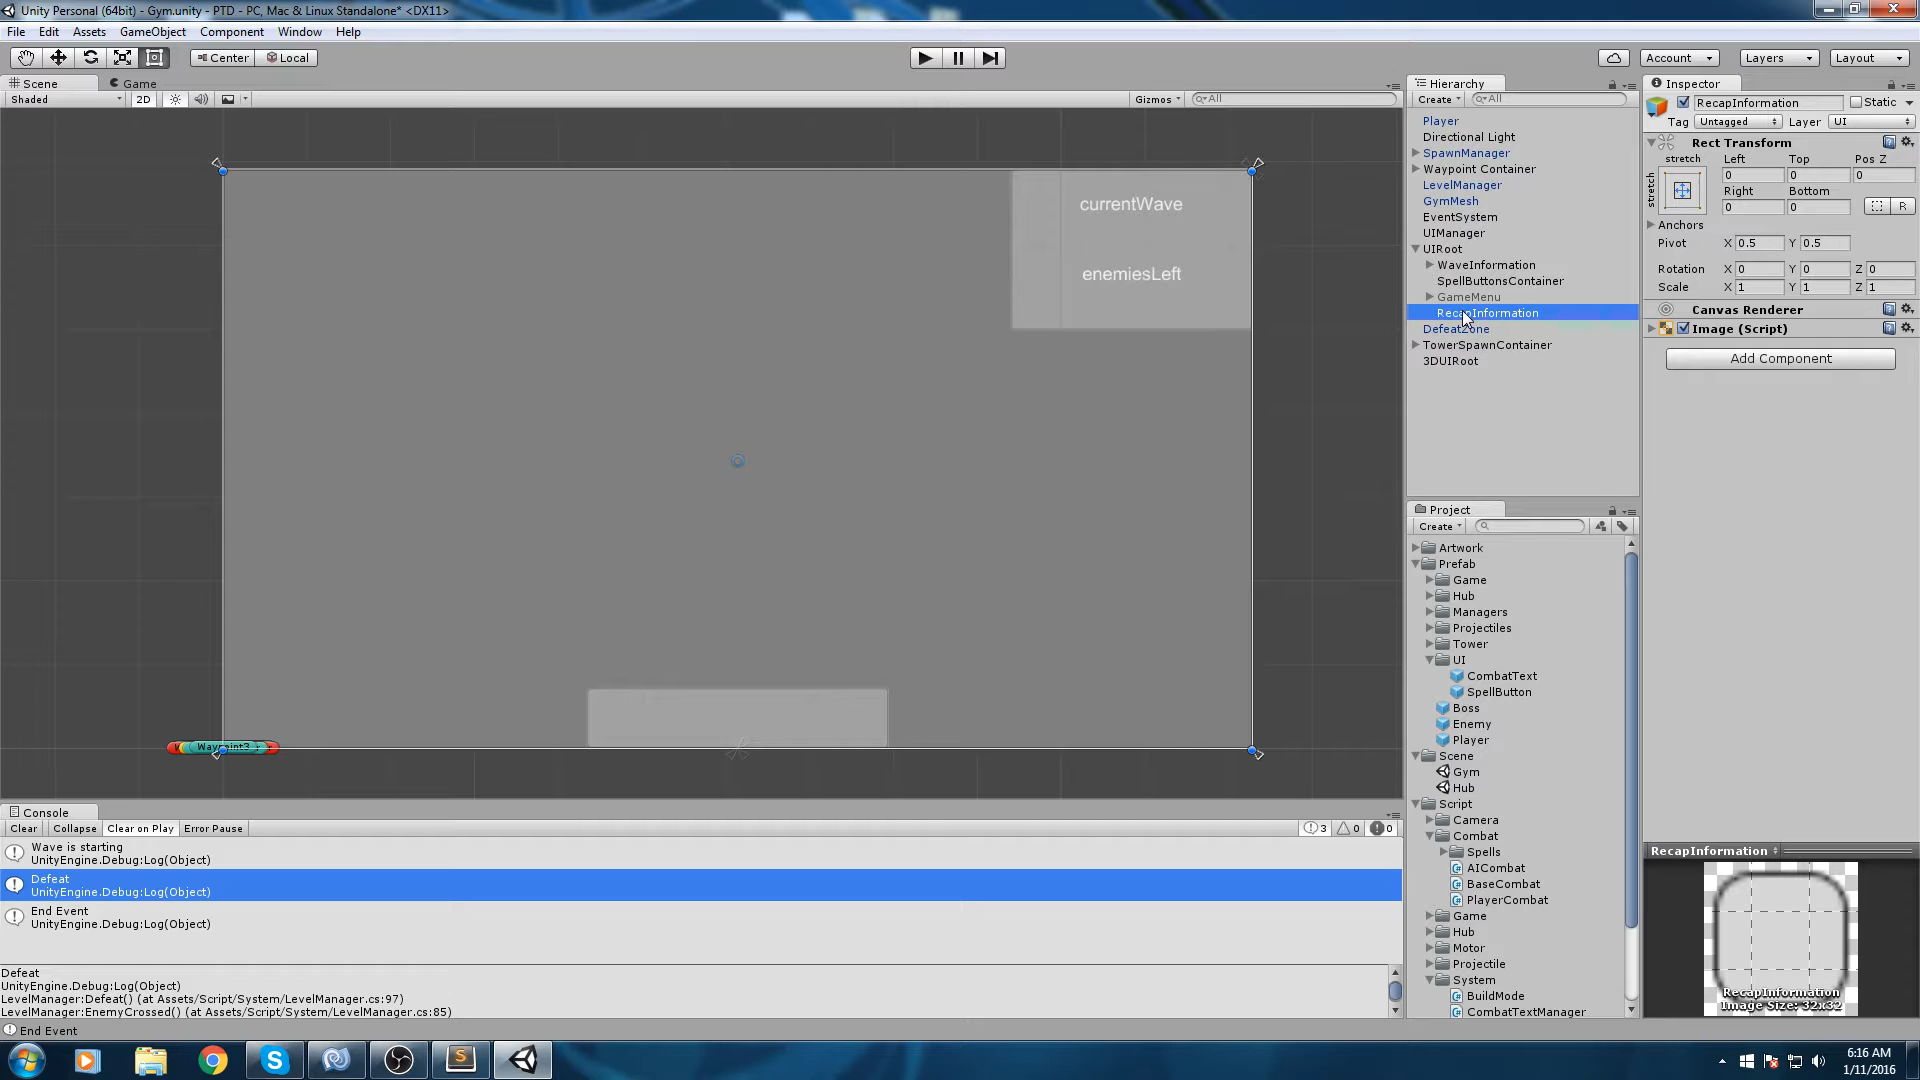 Unity Personal (64bit) - Gym.unity - PTD - PC, Mac & Linux Standalone* <DX11>
File Edit Assets GameObject Component Window Help
Center Local Account Layers Layout
Scene Game
Shaded 2D Gizmos All
currentWave
enemiesLeft
Waypoint3
Console
Clear Collapse Clear on Play Error Pause 3 0 0
Wave is starting
UnityEngine.Debug:Log(Object)
Defeat
UnityEngine.Debug:Log(Object)
End Event
UnityEngine.Debug:Log(Object)
Defeat
UnityEngine.Debug:Log(Object)
LevelManager:Defeat() (at Assets/Script/System/LevelManager.cs:97)
LevelManager:EnemyCrossed() (at Assets/Script/System/LevelManager.cs:85)
End Event
Hierarchy
Create All
Player
Directional Light
SpawnManager
Waypoint Container
LevelManager
GymMesh
EventSystem
UIManager
UIRoot
WaveInformation
SpellButtonsContainer
GameMenu
RecapInformation
DefeatZone
TowerSpawnContainer
3DUIRoot
Project
Create
Artwork
Prefab
Game
Hub
Managers
Projectiles
Tower
UI
CombatText
SpellButton
Boss
Enemy
Player
Scene
Gym
Hub
Script
Camera
Combat
Spells
AICombat
BaseCombat
PlayerCombat
Game
Hub
Motor
Projectile
System
BuildMode
CombatTextManager
Inspector
RecapInformation Static
Tag Untagged Layer UI
Rect Transform
stretch Left Top Pos Z
stretch 0 0 0
Right Bottom
0 0 R
Anchors
Pivot X 0.5 Y 0.5
Rotation X 0 Y 0 Z 0
Scale X 1 Y 1 Z 1
Canvas Renderer
Image (Script)
Add Component
RecapInformation
RecapInformation
Image Size: 32x32
6:16 AM
1/11/2016